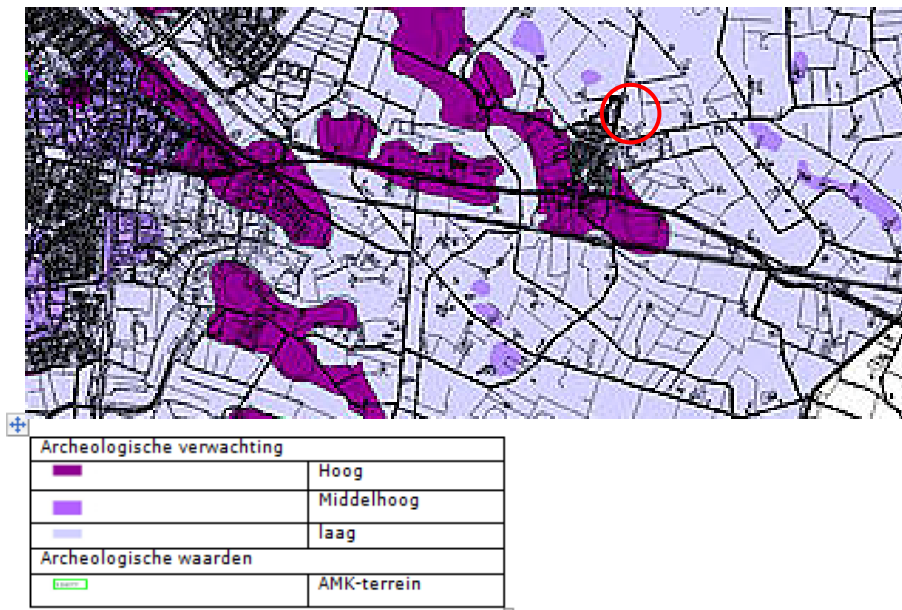 Archeologische verwachting
Hoog
Middelhoog
laag
Archeologische waarden
AMK-terrein